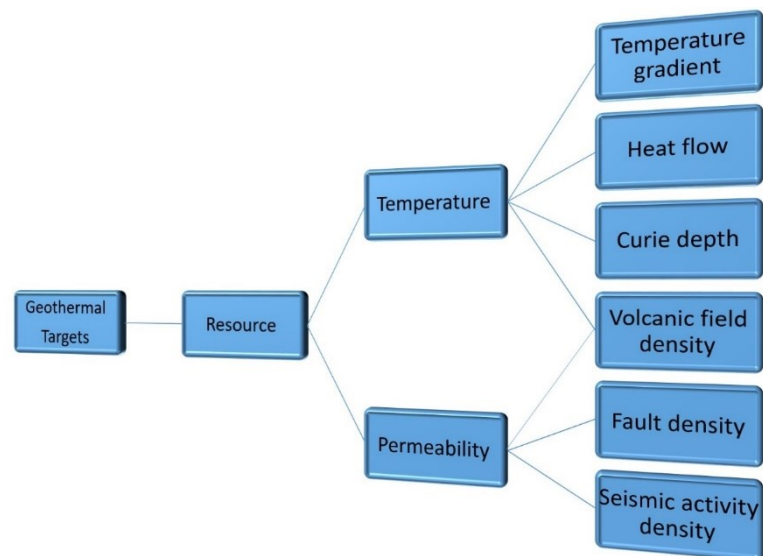 Temperature
gradient
Heat flow
Temperature
Curie depth
Geothermal
Targets
Resource
Volcanic field
density
Permeability
Fault density
Seismic activity
density